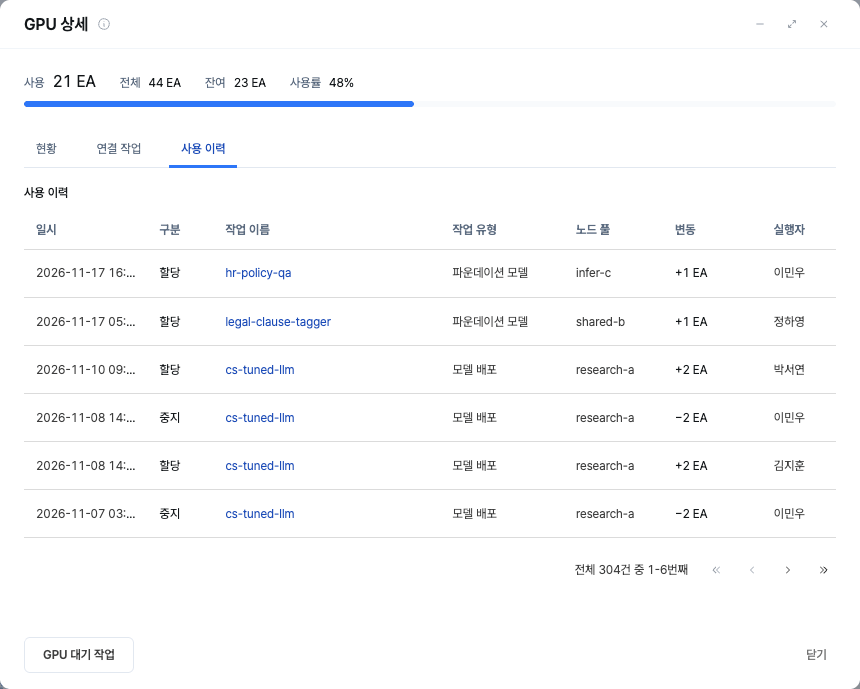 GPU 상세
사용 21 EA 전체 44 EA 잔여 23 EA 사용률 48%
현황 연결 작업 사용 이력
사용 이력
일시 구분 작업 이름 작업 유형 노드 풀 변동 실행자
2026-11-17 16:... 할당 hr-policy-qa 파운데이션 모델 infer-c +1 EA 이민우
2026-11-17 05:... 할당 legal-clause-tagger 파운데이션 모델 shared-b +1 EA 정하영
2026-11-10 09:... 할당 cs-tuned-llm 모델 배포 research-a +2 EA 박서연
2026-11-08 14:... 중지 cs-tuned-llm 모델 배포 research-a −2 EA 이민우
2026-11-08 14:... 할당 cs-tuned-llm 모델 배포 research-a +2 EA 김지훈
2026-11-07 03:... 중지 cs-tuned-llm 모델 배포 research-a −2 EA 이민우
전체 304건 중 1-6번째
GPU 대기 작업 닫기